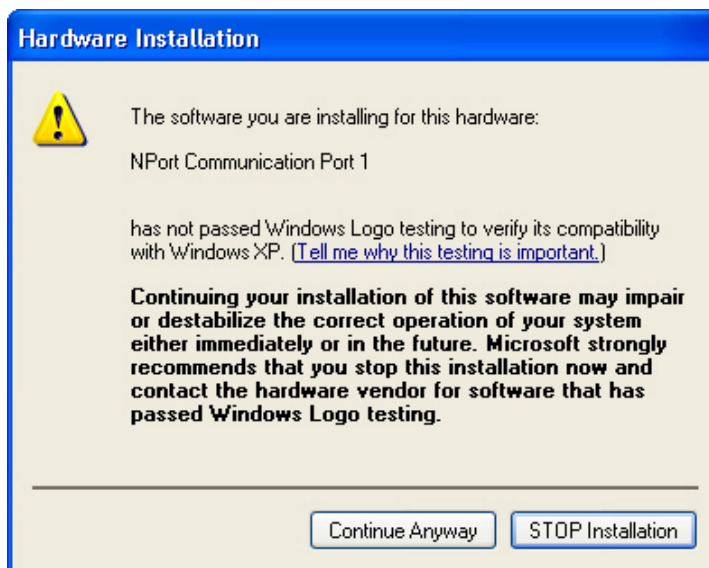 Hardware Installation
The software you are installing for this hardware:
NPort Communication Port 1
has not passed Windows Logo testing to verify its compatibility
with Windows XP. (Tell me why this testing is important.)
Continuing your installation of this software may impair
or destabilize the correct operation of your system
either immediately or in the future. Microsoft strongly
recommends that you stop this installation now and
contact the hardware vendor for software that has
passed Windows Logo testing.
Continue Anyway
STOP Installation